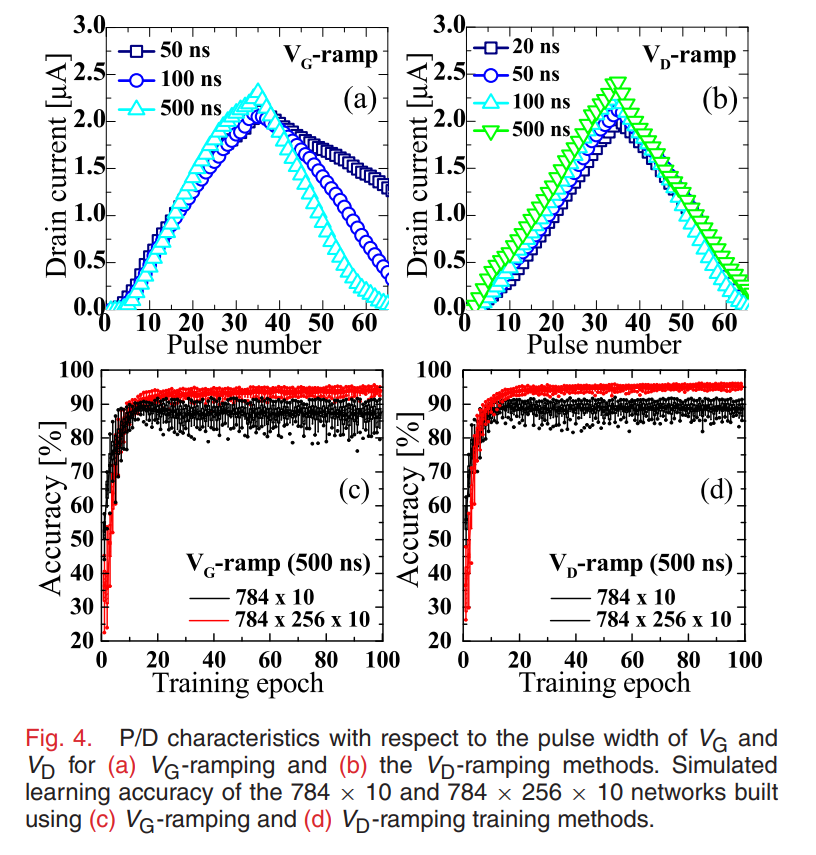 3.0
2.5
2.0
1.5
1.0
0.5
0.0
Drain current [µA]
50 ns
100 ns
500 ns
VG-ramp
(a)
0 10 20 30 40 50 60
Pulse number
3.0
2.5
2.0
1.5
1.0
0.5
0.0
Drain current [µA]
20 ns
50 ns
100 ns
500 ns
VD-ramp
(b)
0 10 20 30 40 50 60
Pulse number
100
90
80
70
60
50
40
30
20
Accuracy [%]
(c)
VG-ramp (500 ns)
784 x 10
784 x 256 x 10
0 20 40 60 80 100
Training epoch
100
90
80
70
60
50
40
30
20
Accuracy [%]
(d)
VD-ramp (500 ns)
784 x 10
784 x 256 x 10
0 20 40 60 80 100
Training epoch
Fig. 4. P/D characteristics with respect to the pulse width of VG and
VD for (a) VG-ramping and (b) the VD-ramping methods. Simulated
learning accuracy of the 784 × 10 and 784 × 256 × 10 networks built
using (c) VG-ramping and (d) VD-ramping training methods.